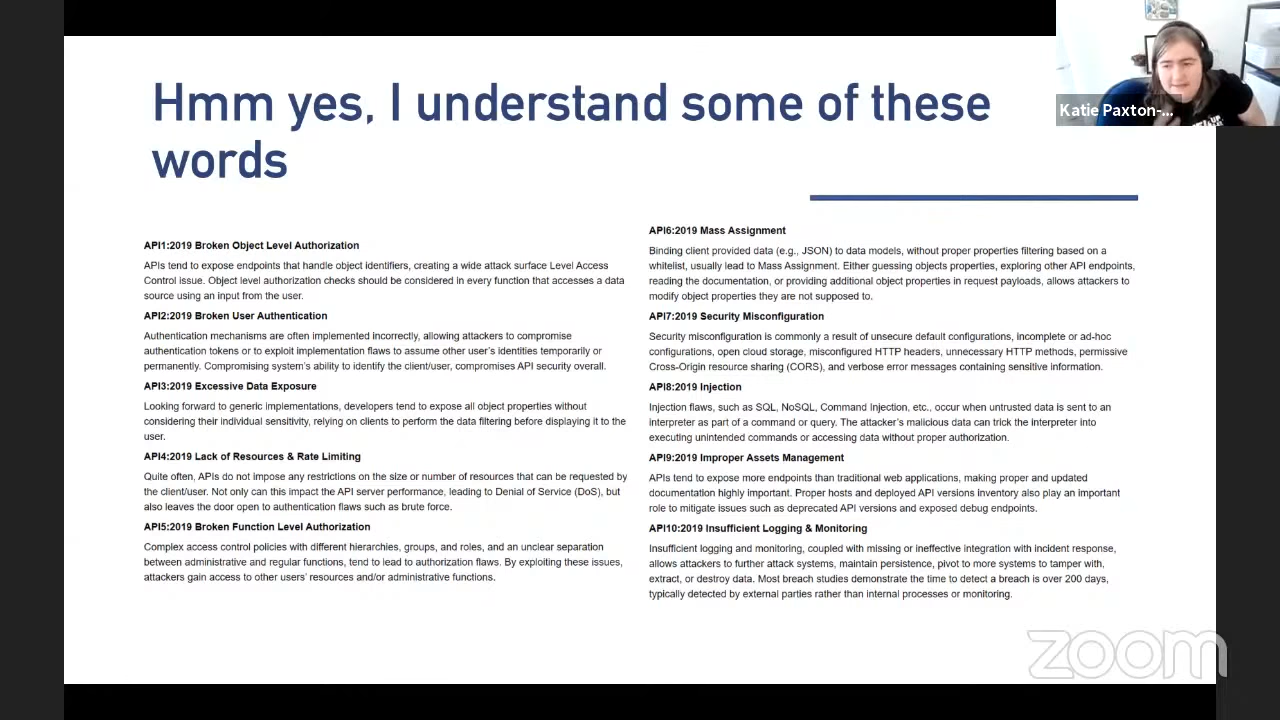 Hmm yes, I understand some of these
words
Katie Paxton-...
API1:2019 Broken Object Level Authorization
APIs tend to expose endpoints that handle object identifiers, creating a wide attack surface Level Access
Control issue. Object level authorization checks should be considered in every function that accesses a data
source using an input from the user.
API2:2019 Broken User Authentication
Authentication mechanisms are often implemented incorrectly, allowing attackers to compromise
authentication tokens or to exploit implementation flaws to assume other user's identities temporarily or
permanently. Compromising system's ability to identify the client/user, compromises API security overall.
API3:2019 Excessive Data Exposure
Looking forward to generic implementations, developers tend to expose all object properties without
considering their individual sensitivity, relying on clients to perform the data filtering before displaying it to the
user.
API4:2019 Lack of Resources & Rate Limiting
Quite often, APIs do not impose any restrictions on the size or number of resources that can be requested by
the client/user. Not only can this impact the API server performance, leading to Denial of Service (DoS), but
also leaves the door open to authentication flaws such as brute force.
API5:2019 Broken Function Level Authorization
Complex access control policies with different hierarchies, groups, and roles, and an unclear separation
between administrative and regular functions, tend to lead to authorization flaws. By exploiting these issues,
attackers gain access to other users' resources and/or administrative functions.
API6:2019 Mass Assignment
Binding client provided data (e.g., JSON) to data models, without proper properties filtering based on a
whitelist, usually lead to Mass Assignment. Either guessing objects properties, exploring other API endpoints,
reading the documentation, or providing additional object properties in request payloads, allows attackers to
modify object properties they are not supposed to.
API7:2019 Security Misconfiguration
Security misconfiguration is commonly a result of unsecure default configurations, incomplete or ad-hoc
configurations, open cloud storage, misconfigured HTTP headers, unnecessary HTTP methods, permissive
Cross-Origin resource sharing (CORS), and verbose error messages containing sensitive information.
API8:2019 Injection
Injection flaws, such as SQL, NoSQL, Command Injection, etc., occur when untrusted data is sent to an
interpreter as part of a command or query. The attacker's malicious data can trick the interpreter into
executing unintended commands or accessing data without proper authorization.
API9:2019 Improper Assets Management
APIs tend to expose more endpoints than traditional web applications, making proper and updated
documentation highly important. Proper hosts and deployed API versions inventory also play an important
role to mitigate issues such as deprecated API versions and exposed debug endpoints.
API10:2019 Insufficient Logging & Monitoring
Insufficient logging and monitoring, coupled with missing or ineffective integration with incident response,
allows attackers to further attack systems, maintain persistence, pivot to more systems to tamper with,
extract, or destroy data. Most breach studies demonstrate the time to detect a breach is over 200 days,
typically detected by external parties rather than internal processes or monitoring.
zoom